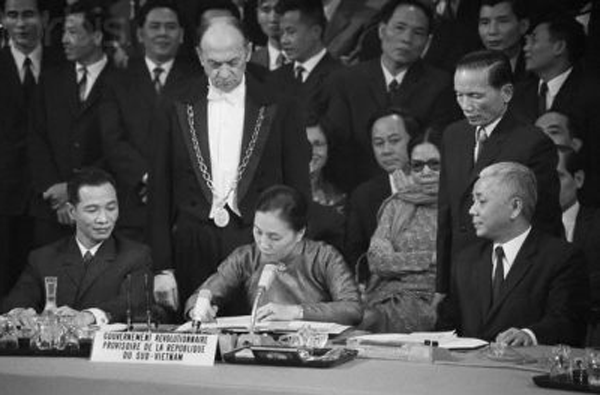 GOUVERNEMENT REVOLUTIONNAIRE
PROVISOIRE DE LA REPUBLIQUE
DU SUD-VIETNAM